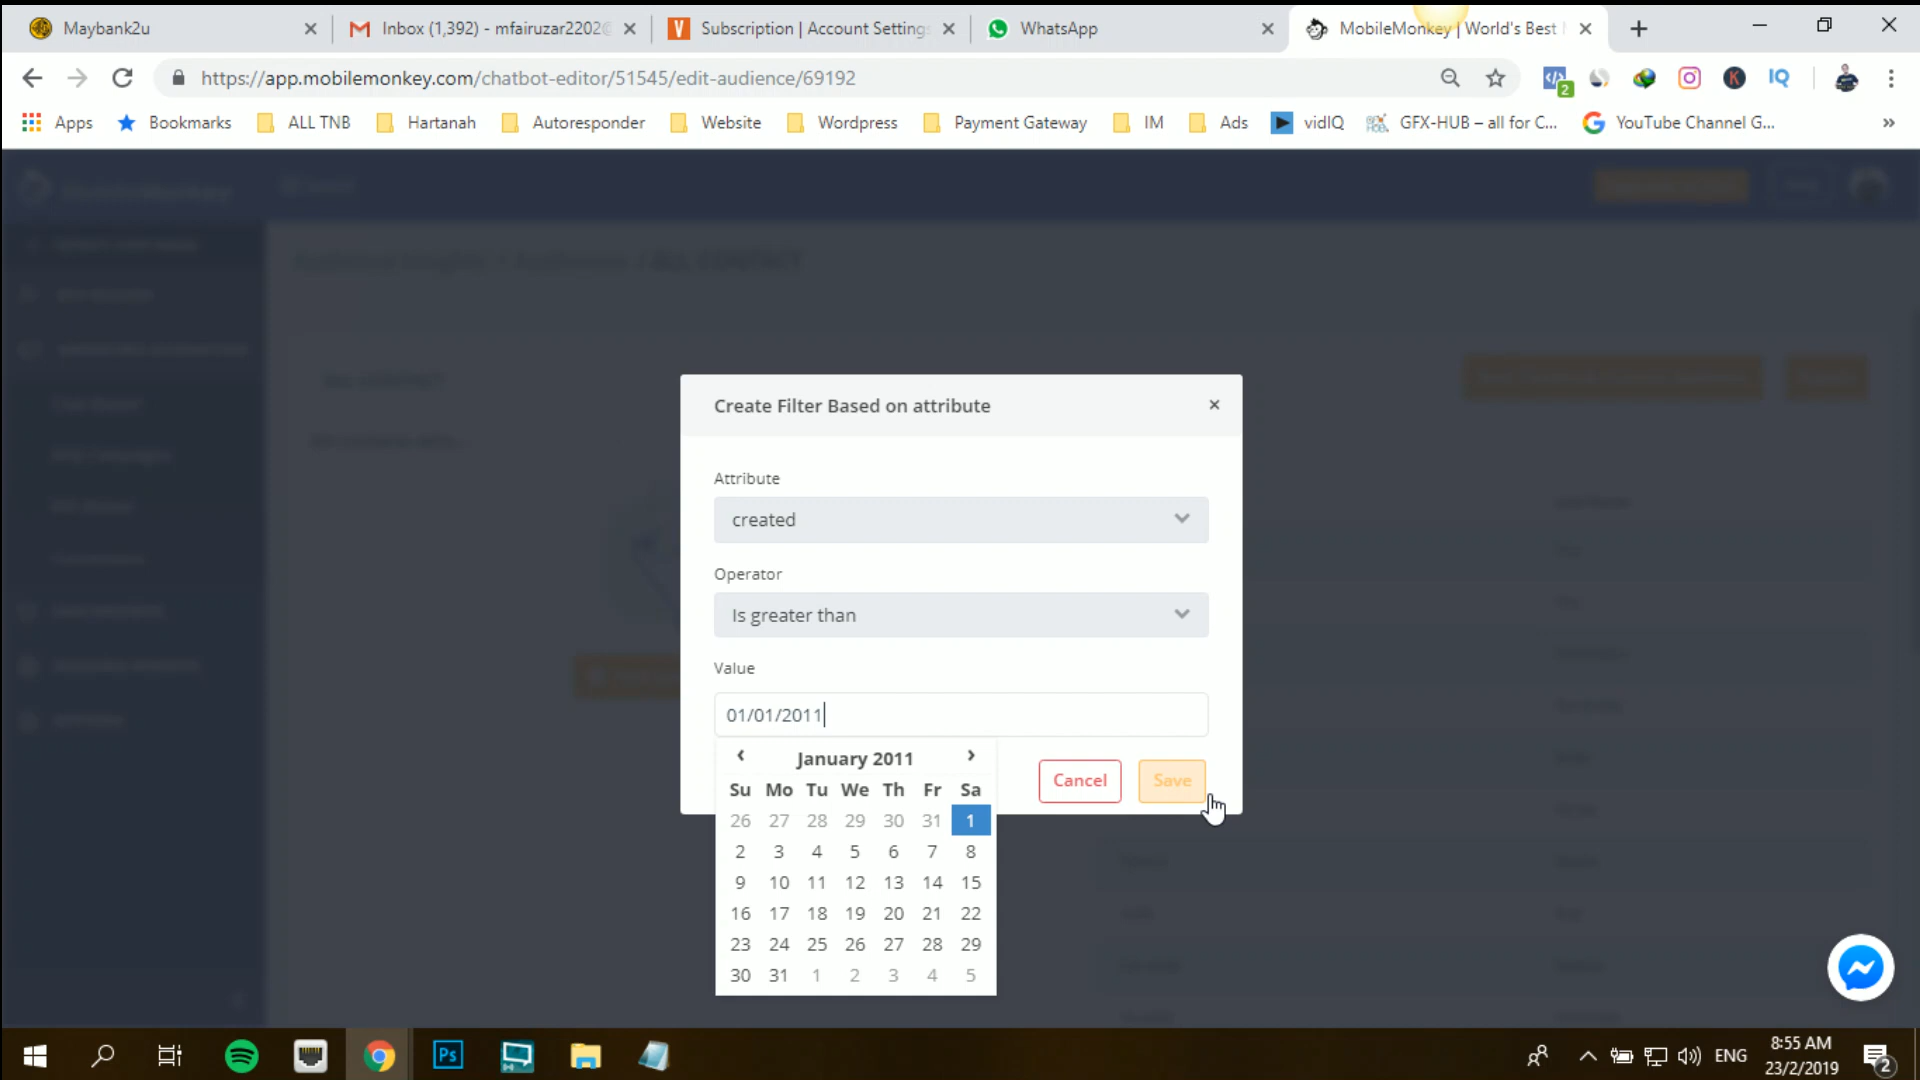 Maybank2u
Inbox (1,392) - mfairuzar2202@
Subscription | Account Settings
WhatsApp
MobileMonkey | World's Best
https://app.mobilemonkey.com/chatbot-editor/51545/edit-audience/69192
2
K
IQ
Apps
Bookmarks
ALL TNB
Hartanah
Autoresponder
Website
Wordpress
Payment Gateway
IM
Ads
vidIQ
GFX-HUB – all for C...
YouTube Channel G...
»
ALL CONTACT
Create Filter Based on attribute
×
Attribute
created
Operator
Is greater than
Value
01/01/2011
‹ January 2011 ›
Su Mo Tu We Th Fr Sa
26 27 28 29 30 31 1
2 3 4 5 6 7 8
9 10 11 12 13 14 15
16 17 18 19 20 21 22
23 24 25 26 27 28 29
30 31 1 2 3 4 5
Cancel
Save
Ps
ENG
8:55 AM
23/2/2019
2